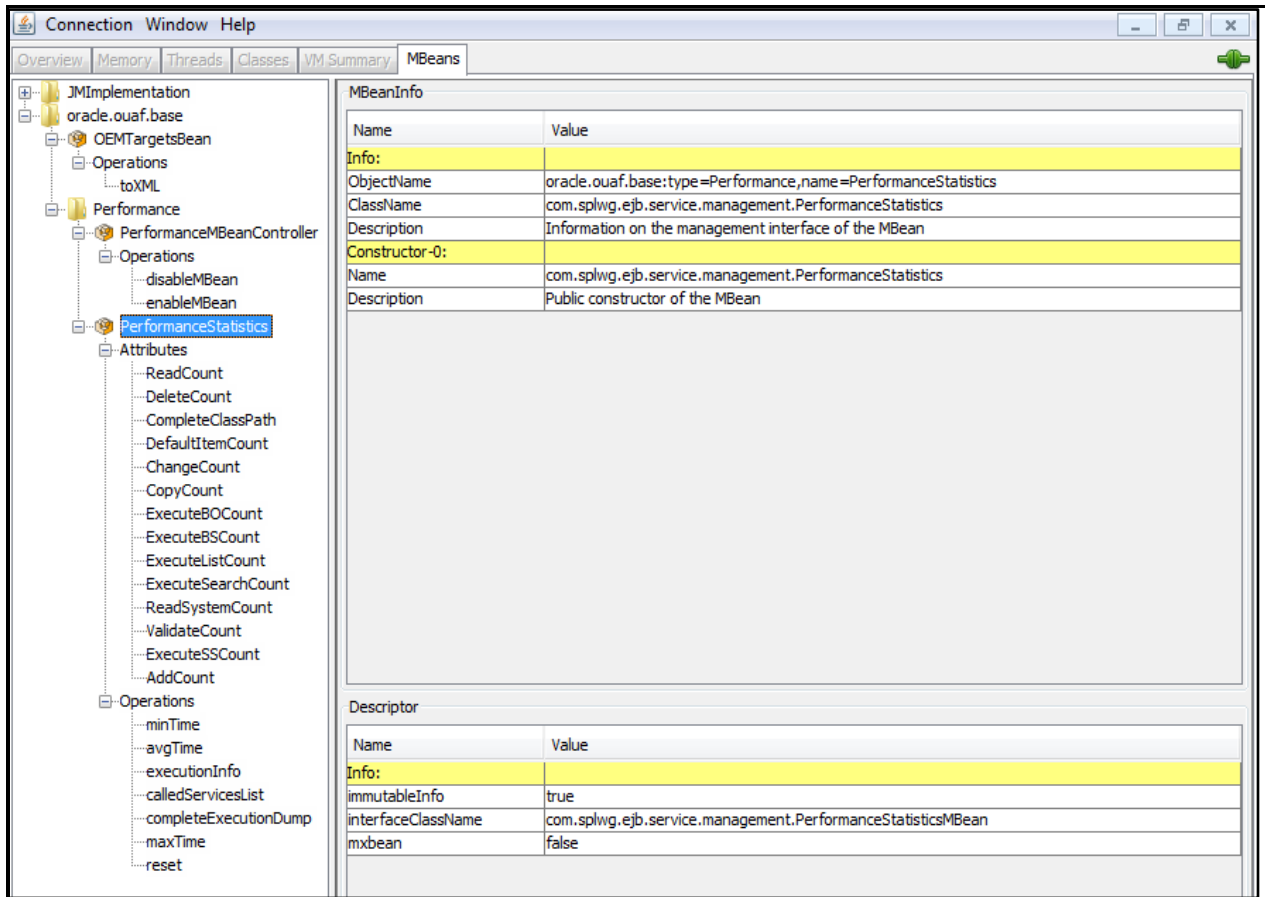 Connection Window Help
Overview Memory Threads Classes VM Summary MBeans
JMImplementation
oracle.ouaf.base
OEMTargetsBean
Operations
toXML
Performance
PerformanceMBeanController
Operations
disableMBean
enableMBean
PerformanceStatistics
Attributes
ReadCount
DeleteCount
CompleteClassPath
DefaultItemCount
ChangeCount
CopyCount
ExecuteBOCount
ExecuteBSCount
ExecuteListCount
ExecuteSearchCount
ReadSystemCount
ValidateCount
ExecuteSSCount
AddCount
Operations
minTime
avgTime
executionInfo
calledServicesList
completeExecutionDump
maxTime
reset
MBeanInfo
Name Value
Info:
ObjectName oracle.ouaf.base:type=Performance,name=PerformanceStatistics
ClassName com.splwg.ejb.service.management.PerformanceStatistics
Description Information on the management interface of the MBean
Constructor-0:
Name com.splwg.ejb.service.management.PerformanceStatistics
Description Public constructor of the MBean
Descriptor
Name Value
Info:
immutableInfo true
interfaceClassName com.splwg.ejb.service.management.PerformanceStatisticsMBean
mxbean false